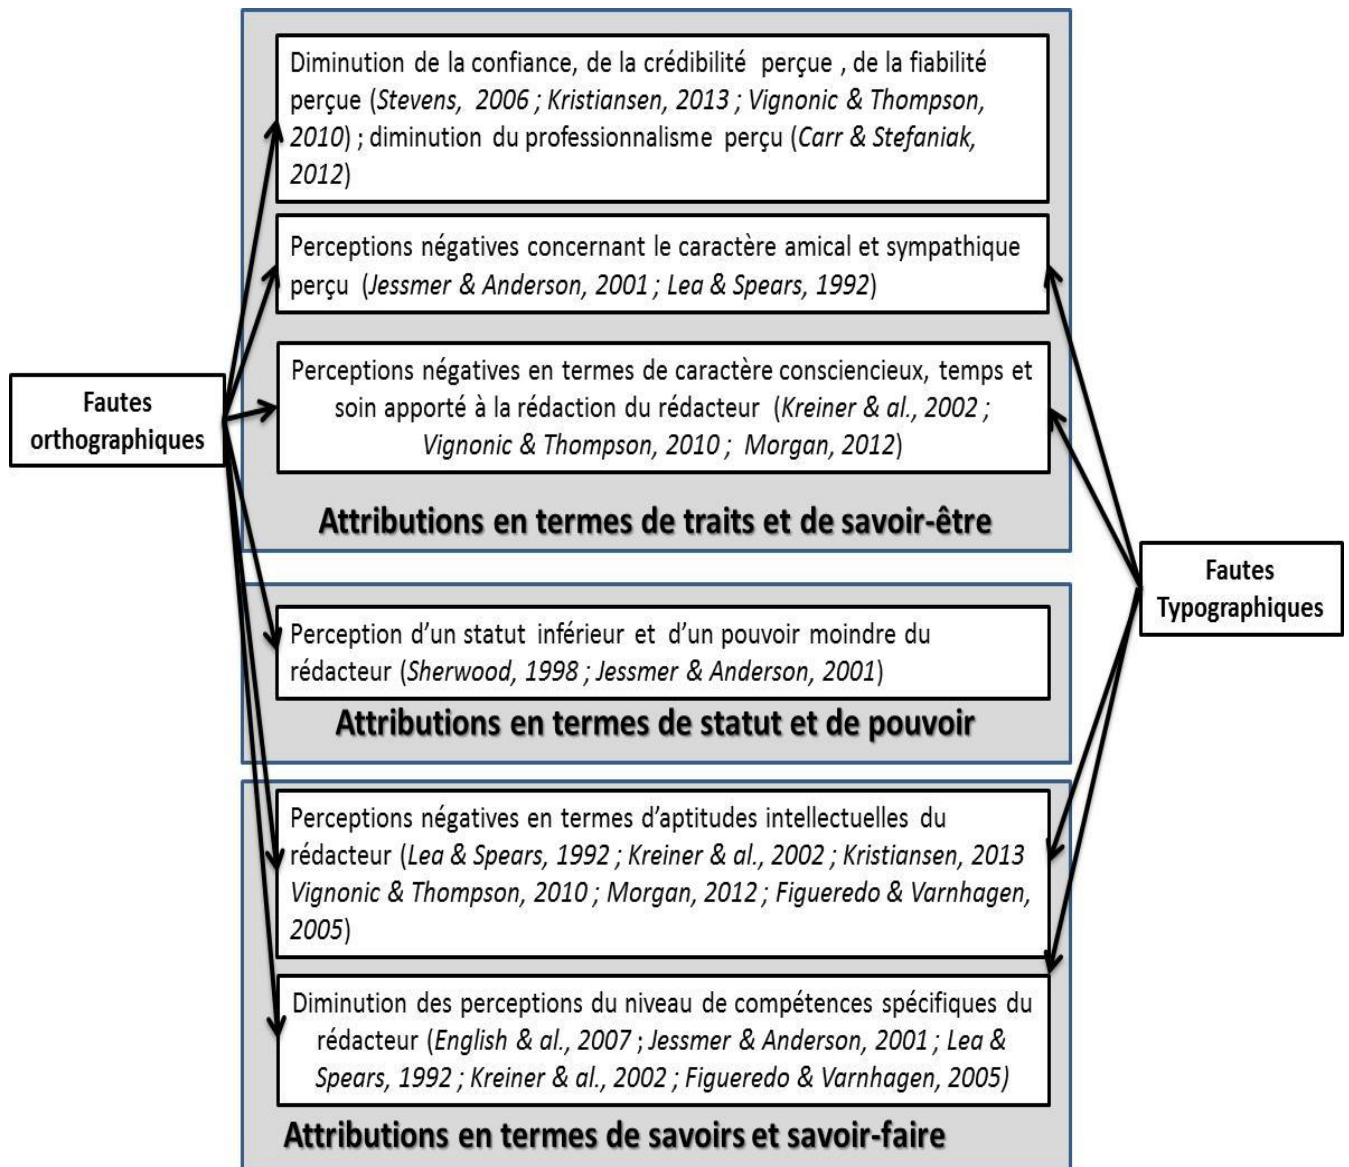 Diminution de la confiance, de la crédibilité perçue , de la fiabilité
perçue (Stevens, 2006 ; Kristiansen, 2013 ; Vignonic & Thompson,
2010) ; diminution du professionnalisme perçu (Carr & Stefaniak,
2012)
Perceptions négatives concernant le caractère amical et sympathique
perçu (Jessmer & Anderson, 2001 ; Lea & Spears, 1992)
Perceptions négatives en termes de caractère consciencieux, temps et
soin apporté à la rédaction du rédacteur (Kreiner & al., 2002 ;
Vignonic & Thompson, 2010 ; Morgan, 2012)
Attributions en termes de traits et de savoir-être
Fautes
orthographiques
Fautes
Typographiques
Perception d’un statut inférieur et d’un pouvoir moindre du
rédacteur (Sherwood, 1998 ; Jessmer & Anderson, 2001)
Attributions en termes de statut et de pouvoir
Perceptions négatives en termes d’aptitudes intellectuelles du
rédacteur (Lea & Spears, 1992 ; Kreiner & al., 2002 ; Kristiansen, 2013
Vignonic & Thompson, 2010 ; Morgan, 2012 ; Figueredo & Varnhagen,
2005)
Diminution des perceptions du niveau de compétences spécifiques du
rédacteur (English & al., 2007 ; Jessmer & Anderson, 2001 ; Lea &
Spears, 1992 ; Kreiner & al., 2002 ; Figueredo & Varnhagen, 2005)
Attributions en termes de savoirs et savoir-faire